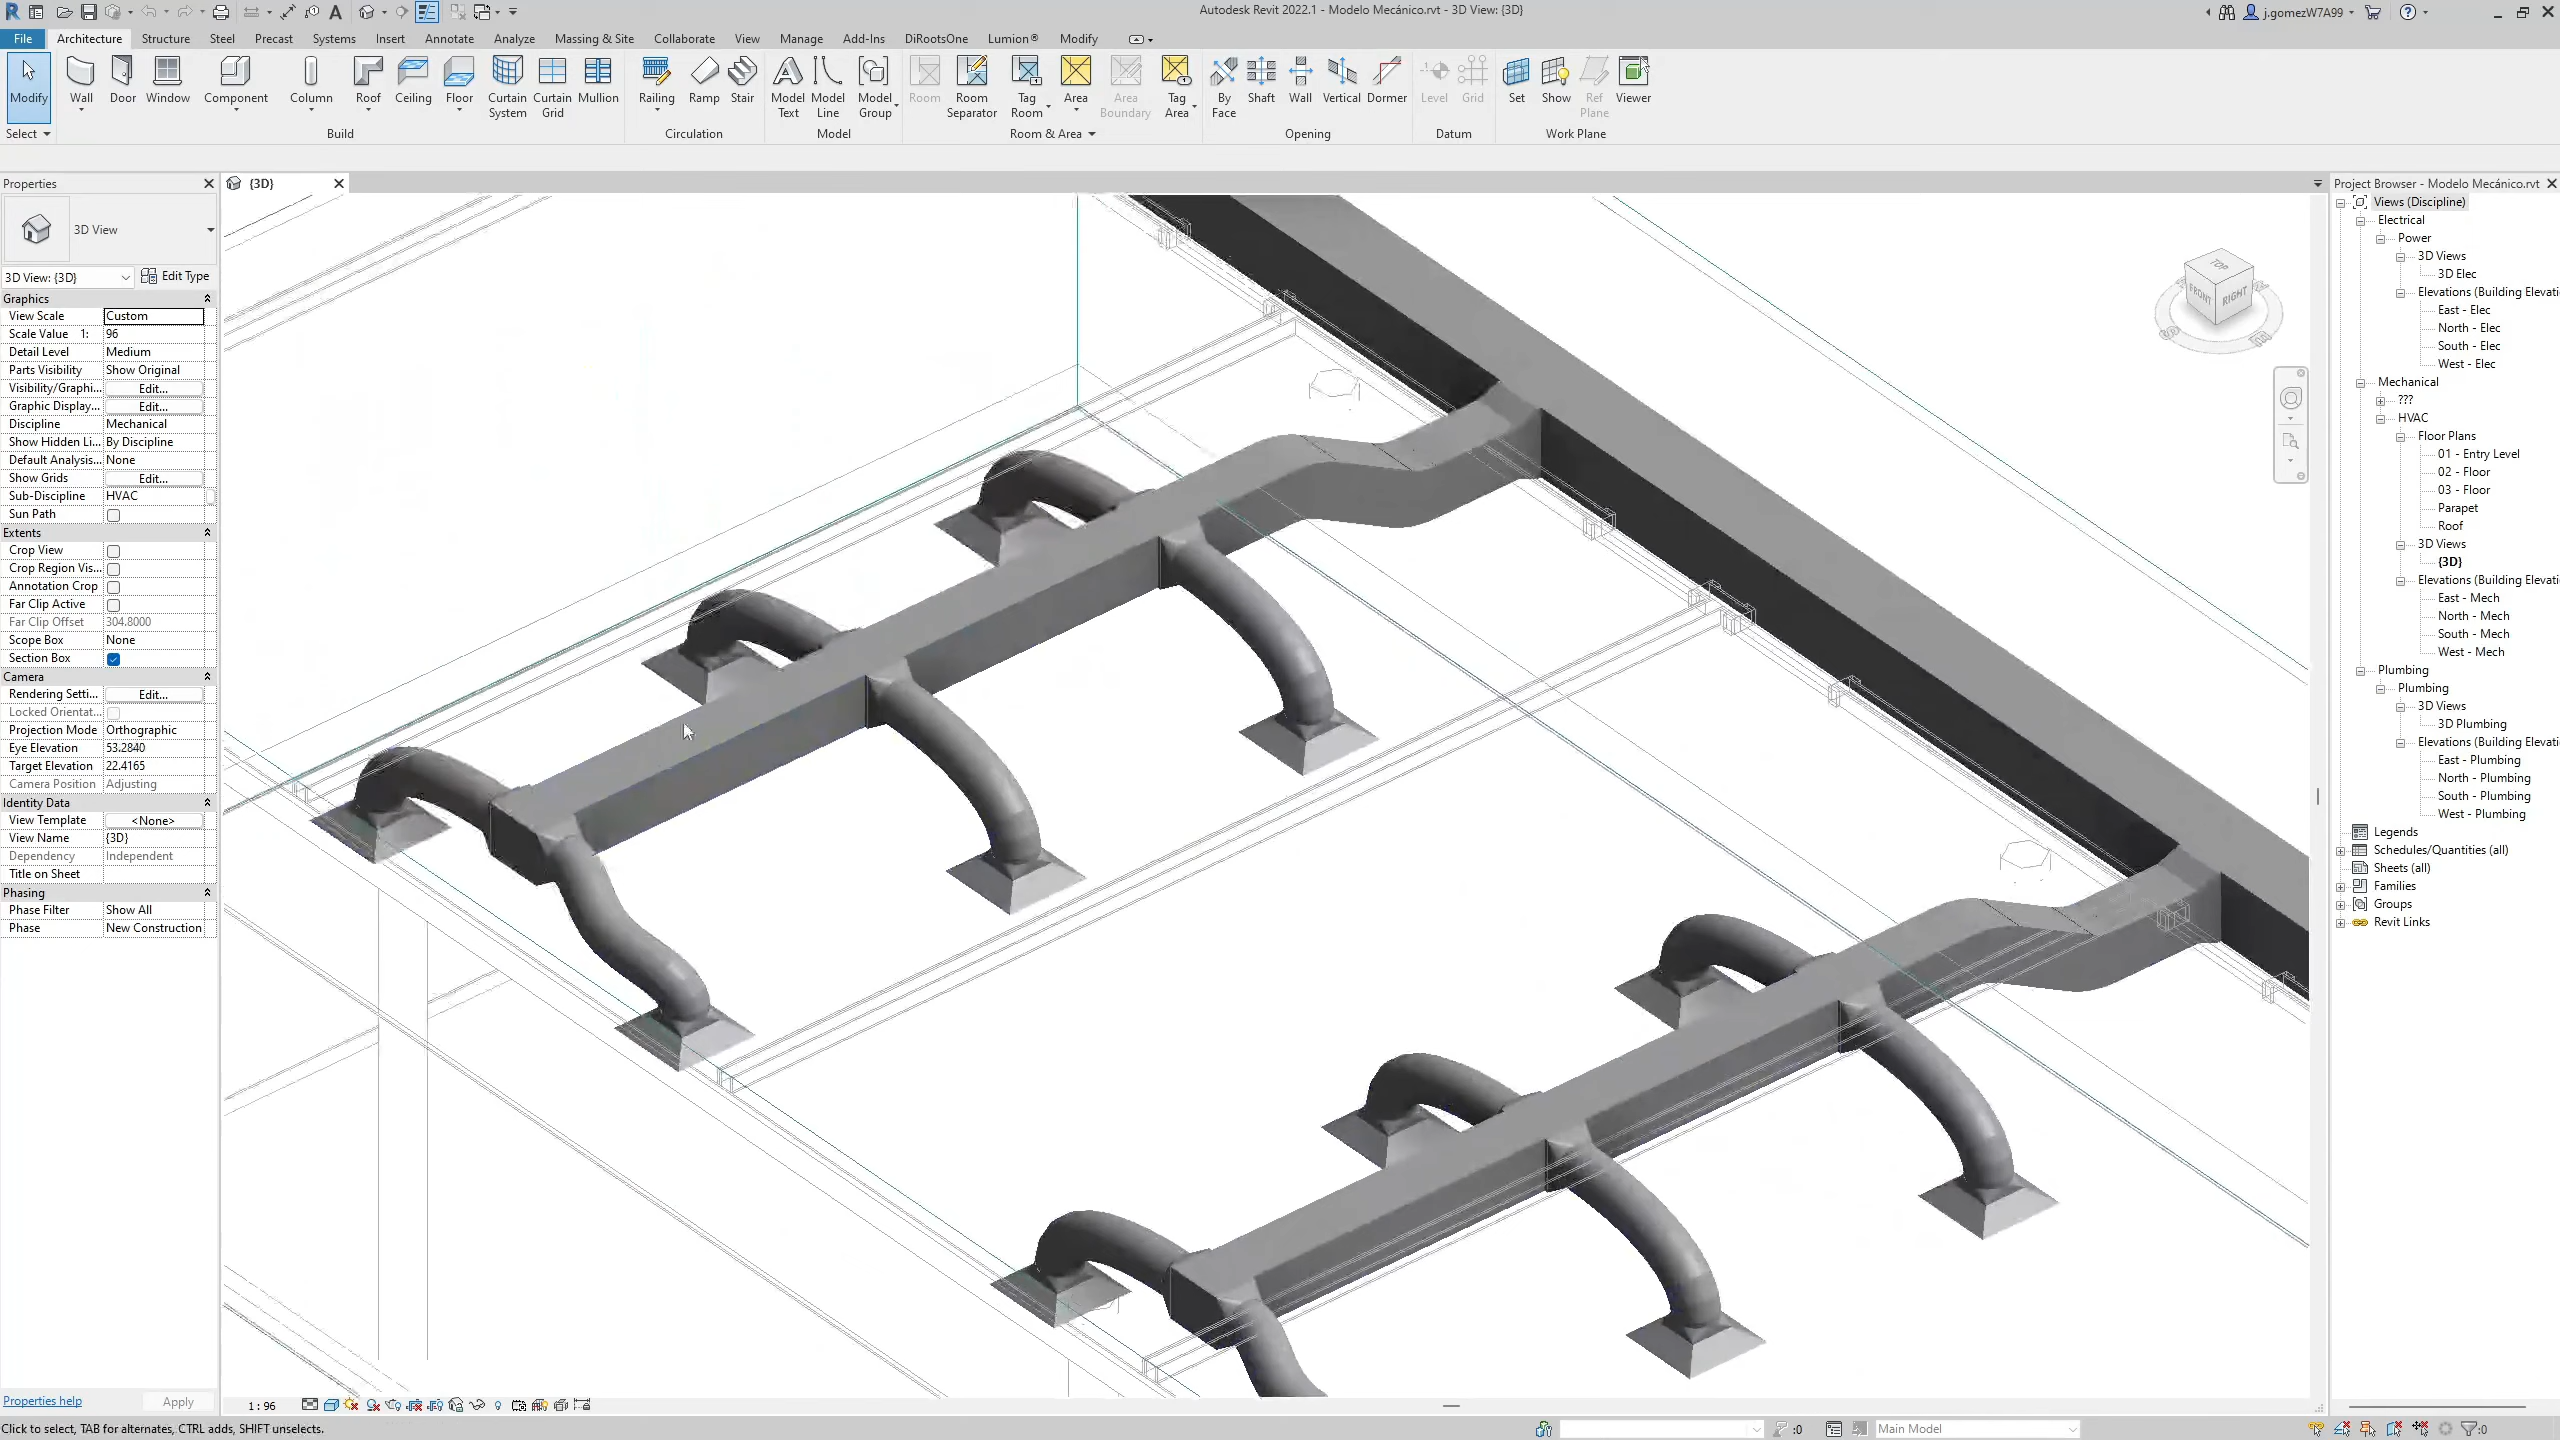 Autodesk Revit 2022.1 - Modelo Mecánico.rvt - 3D View: {3D}
j.gomezW7A99
File Architecture Structure Steel Precast Systems Insert Annotate Analyze Massing & Site Collaborate View Manage Add-Ins DiRootsOne Lumion® Modify
Modify Wall Door Window Component Column Roof Ceiling Floor Curtain System Curtain Grid Mullion Railing Ramp Stair Model Text Model Line Model Group Room Room Separator Tag Room Area Area Boundary Tag Area By Face Shaft Wall Vertical Dormer Level Grid Set Show Ref Plane Viewer
Select Build Circulation Model Room & Area Opening Datum Work Plane
Properties
3D View
3D View: {3D} Edit Type
Graphics
View Scale Custom
Scale Value 1: 96
Detail Level Medium
Parts Visibility Show Original
Visibility/Graphi... Edit...
Graphic Display... Edit...
Discipline Mechanical
Show Hidden Li... By Discipline
Default Analysis... None
Show Grids Edit...
Sub-Discipline HVAC
Sun Path
Extents
Crop View
Crop Region Vis...
Annotation Crop
Far Clip Active
Far Clip Offset 304.8000
Scope Box None
Section Box
Camera
Rendering Setti... Edit...
Locked Orientat...
Projection Mode Orthographic
Eye Elevation 53.2840
Target Elevation 22.4165
Camera Position Adjusting
Identity Data
View Template <None>
View Name {3D}
Dependency Independent
Title on Sheet
Phasing
Phase Filter Show All
Phase New Construction
Properties help Apply
{3D}
TOP
FRONT RIGHT
S E
1 : 96
Project Browser - Modelo Mecánico.rvt
Views (Discipline)
Electrical
Power
3D Views
3D Elec
Elevations (Building Elevati
East - Elec
North - Elec
South - Elec
West - Elec
Mechanical
???
HVAC
Floor Plans
01 - Entry Level
02 - Floor
03 - Floor
Parapet
Roof
3D Views
{3D}
Elevations (Building Elevati
East - Mech
North - Mech
South - Mech
West - Mech
Plumbing
Plumbing
3D Views
3D Plumbing
Elevations (Building Elevati
East - Plumbing
North - Plumbing
South - Plumbing
West - Plumbing
Legends
Schedules/Quantities (all)
Sheets (all)
Families
Groups
Revit Links
Click to select, TAB for alternates, CTRL adds, SHIFT unselects. :0 Main Model :0